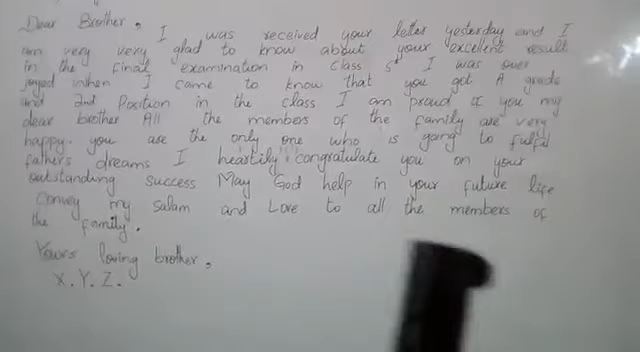 Dear Brother,
I was received your letter yesterday and I
am very very glad to know about your excellent result
in the final examination in class 5th I was over
joyed when I came to know that you got A grade
and 2nd Position in the class I am proud of you my
dear brother All the members of the family are very
happy. you are the only one who is going to fulfil
fathers dreams I heartily congratulate you on your
outstanding success May God help in your future life
Convey my Salam and Love to all the members of
the family.
Yours loving brother,
X.Y.Z.